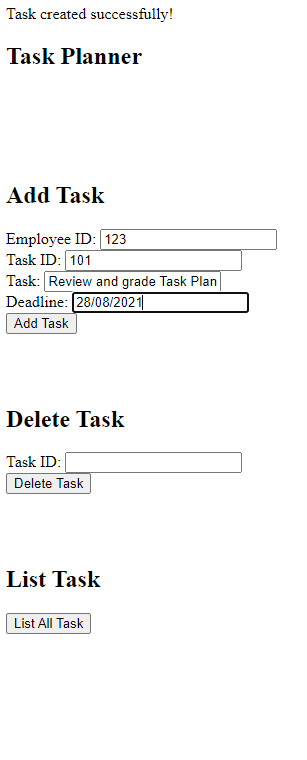 Task created successfully!
Task Planner
Add Task
Employee ID: 123
Task ID: 101
Task: Review and grade Task Plan
Deadline: 28/08/2021
Add Task
Delete Task
Task ID:
Delete Task
List Task
List All Task